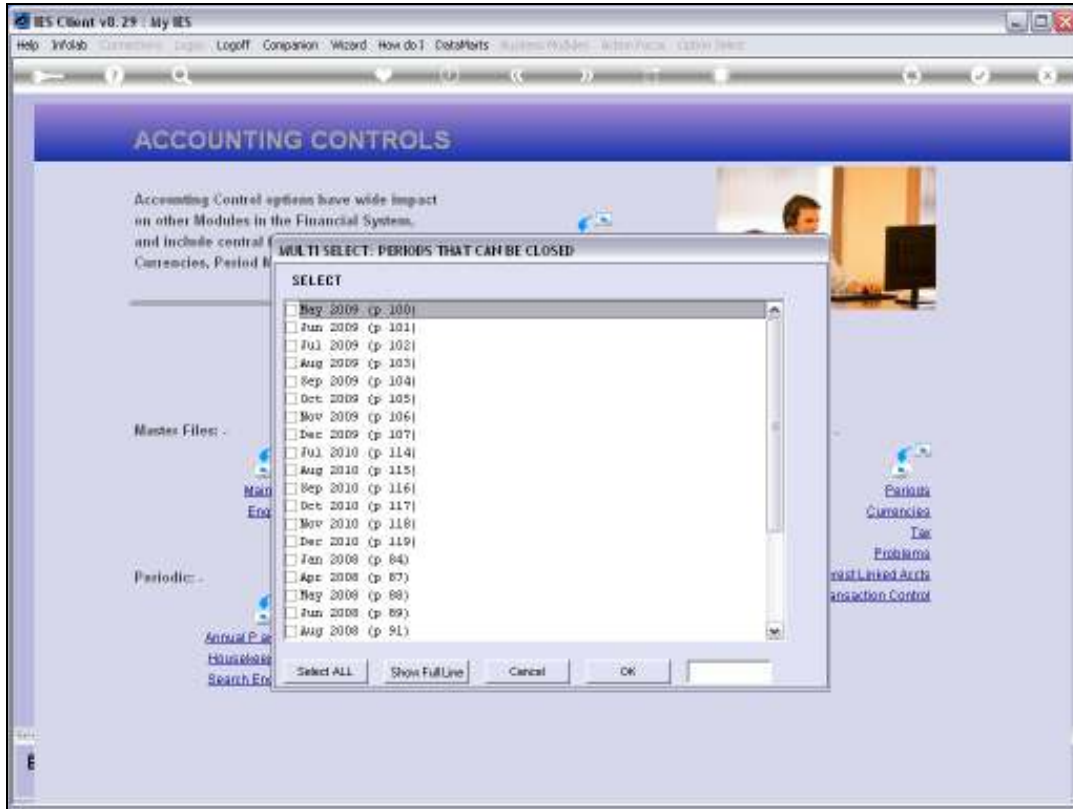 IES Client v8.29 : My IES
Help Infolab Logoff Companion Wizard How do I DataMarts
ACCOUNTING CONTROLS
Accounting Control options have wide impact
on other Modules in the Financial System,
and include central
Currencies, Period
MULTI SELECT: PERIODS THAT CAN BE CLOSED
SELECT
May 2009 (p 100)
Jun 2009 (p 101)
Jul 2009 (p 102)
Aug 2009 (p 103)
Sep 2009 (p 104)
Oct 2009 (p 105)
Nov 2009 (p 106)
Dec 2009 (p 107)
Jul 2010 (p 114)
Aug 2010 (p 115)
Sep 2010 (p 116)
Oct 2010 (p 117)
Nov 2010 (p 118)
Dec 2010 (p 119)
Jan 2008 (p 84)
Apr 2008 (p 87)
May 2008 (p 88)
Jun 2008 (p 89)
Aug 2008 (p 91)
Select ALL Show Full Line Cancel OK
Master Files: -
Main
Enq
Periods
Currencies
Tax
Problems
Linked Accts
Control
Periodic: -
Annual
Search